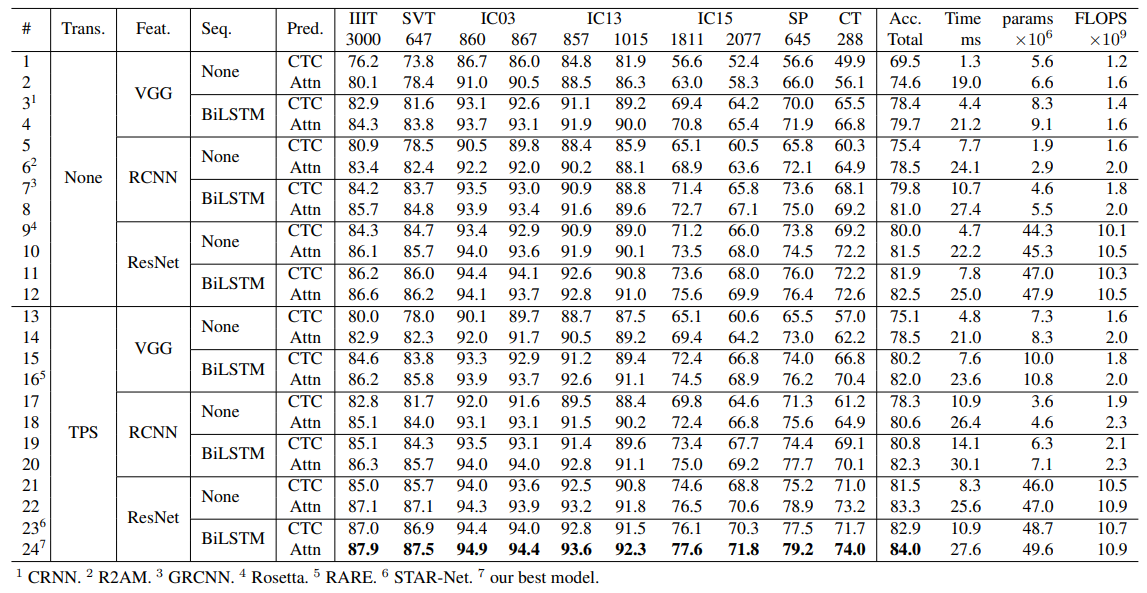 # Trans. Feat. Seq. Pred. IIIT SVT IC03 IC13 IC15 SP CT Acc. Time params FLOPS
3000 647 860 867 857 1015 1811 2077 645 288 Total ms ×10⁶ ×10⁹
1 None VGG None CTC 76.2 73.8 86.7 86.0 84.8 81.9 56.6 52.4 56.6 49.9 69.5 1.3 5.6 1.2
2 Attn 80.1 78.4 91.0 90.5 88.5 86.3 63.0 58.3 66.0 56.1 74.6 19.0 6.6 1.6
3¹ BiLSTM CTC 82.9 81.6 93.1 92.6 91.1 89.2 69.4 64.2 70.0 65.5 78.4 4.4 8.3 1.4
4 Attn 84.3 83.8 93.7 93.1 91.9 90.0 70.8 65.4 71.9 66.8 79.7 21.2 9.1 1.6
5 RCNN None CTC 80.9 78.5 90.5 89.8 88.4 85.9 65.1 60.5 65.8 60.3 75.4 7.7 1.9 1.6
6² Attn 83.4 82.4 92.2 92.0 90.2 88.1 68.9 63.6 72.1 64.9 78.5 24.1 2.9 2.0
7³ BiLSTM CTC 84.2 83.7 93.5 93.0 90.9 88.8 71.4 65.8 73.6 68.1 79.8 10.7 4.6 1.8
8 Attn 85.7 84.8 93.9 93.4 91.6 89.6 72.7 67.1 75.0 69.2 81.0 27.4 5.5 2.0
9⁴ ResNet None CTC 84.3 84.7 93.4 92.9 90.9 89.0 71.2 66.0 73.8 69.2 80.0 4.7 44.3 10.1
10 Attn 86.1 85.7 94.0 93.6 91.9 90.1 73.5 68.0 74.5 72.2 81.5 22.2 45.3 10.5
11 BiLSTM CTC 86.2 86.0 94.4 94.1 92.6 90.8 73.6 68.0 76.0 72.2 81.9 7.8 47.0 10.3
12 Attn 86.6 86.2 94.1 93.7 92.8 91.0 75.6 69.9 76.4 72.6 82.5 25.0 47.9 10.5
13 TPS VGG None CTC 80.0 78.0 90.1 89.7 88.7 87.5 65.1 60.6 65.5 57.0 75.1 4.8 7.3 1.6
14 Attn 82.9 82.3 92.0 91.7 90.5 89.2 69.4 64.2 73.0 62.2 78.5 21.0 8.3 2.0
15 BiLSTM CTC 84.6 83.8 93.3 92.9 91.2 89.4 72.4 66.8 74.0 66.8 80.2 7.6 10.0 1.8
16⁵ Attn 86.2 85.8 93.9 93.7 92.6 91.1 74.5 68.9 76.2 70.4 82.0 23.6 10.8 2.0
17 RCNN None CTC 82.8 81.7 92.0 91.6 89.5 88.4 69.8 64.6 71.3 61.2 78.3 10.9 3.6 1.9
18 Attn 85.1 84.0 93.1 93.1 91.5 90.2 72.4 66.8 75.6 64.9 80.6 26.4 4.6 2.3
19 BiLSTM CTC 85.1 84.3 93.5 93.1 91.4 89.6 73.4 67.7 74.4 69.1 80.8 14.1 6.3 2.1
20 Attn 86.3 85.7 94.0 94.0 92.8 91.1 75.0 69.2 77.7 70.1 82.3 30.1 7.1 2.3
21 ResNet None CTC 85.0 85.7 94.0 93.6 92.5 90.8 74.6 68.8 75.2 71.0 81.5 8.3 46.0 10.5
22 Attn 87.1 87.1 94.3 93.9 93.2 91.8 76.5 70.6 78.9 73.2 83.3 25.6 47.0 10.9
23⁶ BiLSTM CTC 87.0 86.9 94.4 94.0 92.8 91.5 76.1 70.3 77.5 71.7 82.9 10.9 48.7 10.7
24⁷ Attn 87.9 87.5 94.9 94.4 93.6 92.3 77.6 71.8 79.2 74.0 84.0 27.6 49.6 10.9
¹ CRNN. ² R2AM. ³ GRCNN. ⁴ Rosetta. ⁵ RARE. ⁶ STAR-Net. ⁷ our best model.